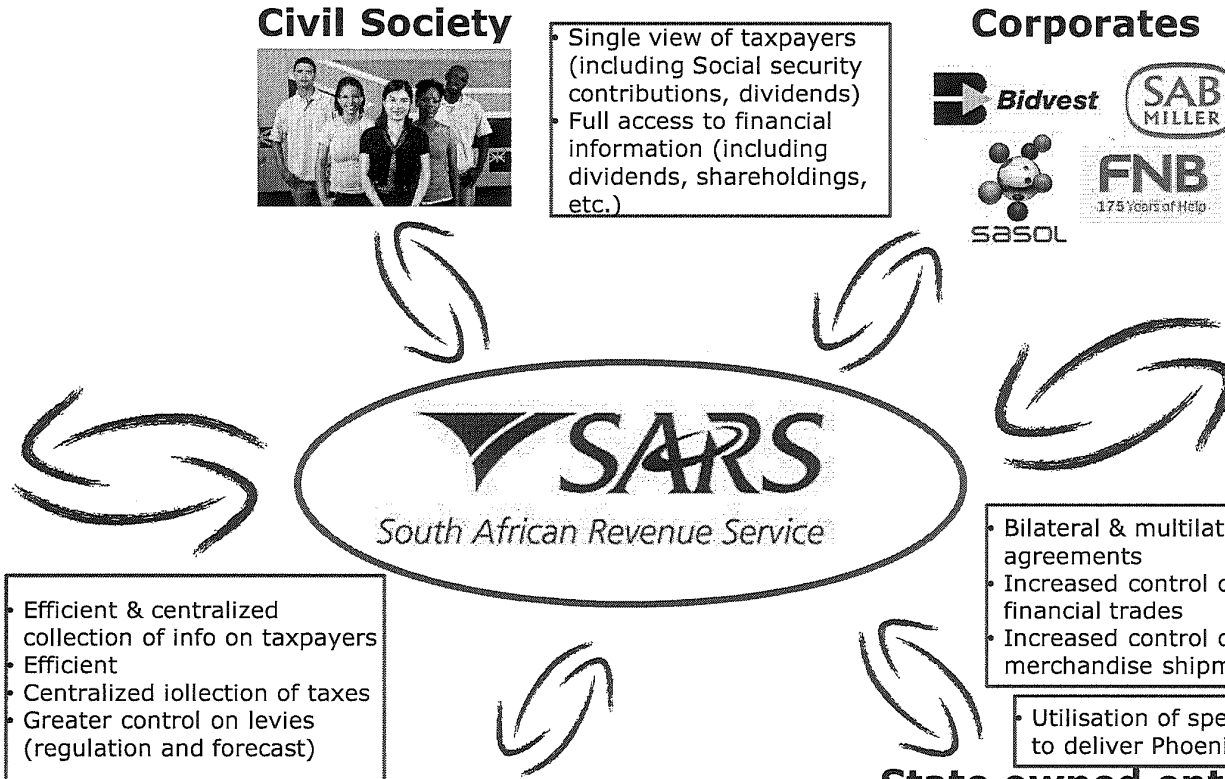 Civil Society
• Single view of taxpayers
(including Social security
contributions, dividends)
• Full access to financial
information (including
dividends, shareholdings,
etc.)
Corporates
Bidvest
SAB
MILLER
sasol
FNB
175 Years of Help
SARS
South African Revenue Service
• Efficient & centralized
collection of info on taxpayers
• Efficient
• Centralized iollection of taxes
• Greater control on levies
(regulation and forecast)
• Bilateral & multilat
agreements
• Increased control o
financial trades
• Increased control o
merchandise shipm
• Utilisation of spe
to deliver Phoeni
State owned ent